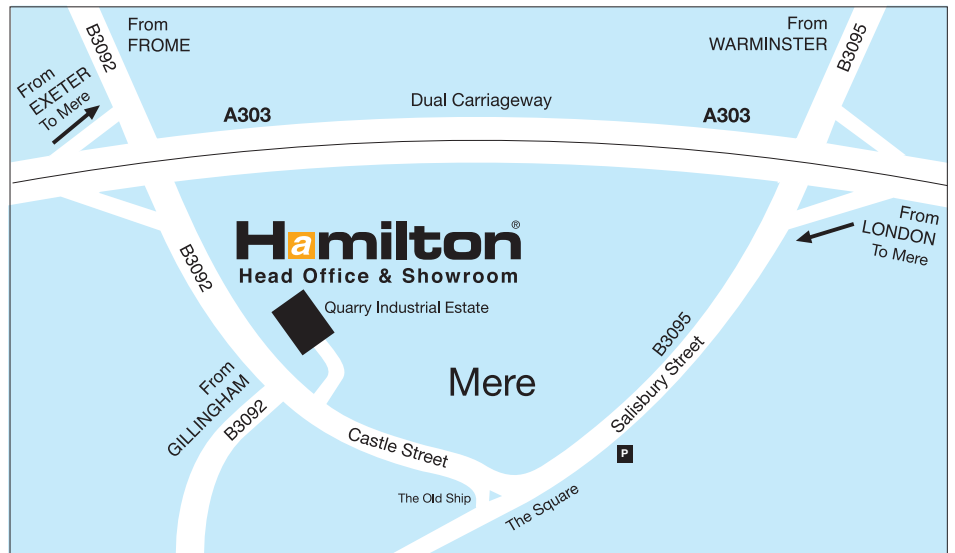 From
FROME
B3092
From
WARMINSTER
B3095
From
EXETER
To Mere
Dual Carriageway
A303
A303
From
LONDON
To Mere
Hamilton®
Head Office & Showroom
B3092
Quarry Industrial Estate
B3095
Salisbury Street
Mere
From
GILLINGHAM
B3092
Castle Street
P
The Old Ship
The Square